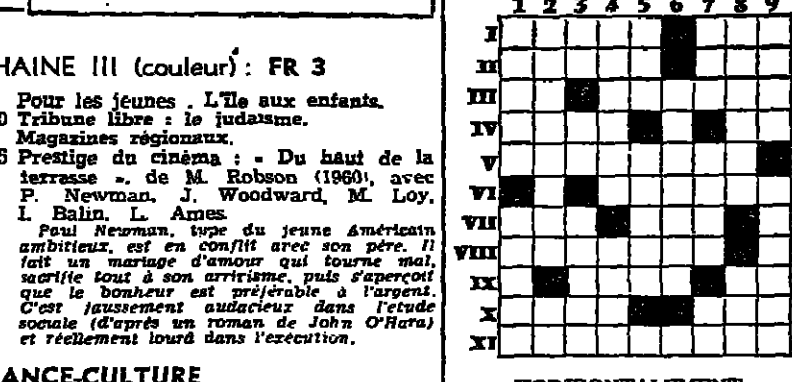 HAINE III (couleur) : FR 3
Pour les jeunes . L'île aux enfants.
0 Tribune libre : le judaïsme.
Magazines régionaux.
5 Prestige du cinéma : « Du haut de la
terrasse », de M. Robson (1960), avec
P. Newman, J. Woodward, M. Loy,
I. Balin, L. Ames
Paul Newman, type du jeune Américain
ambitieux, est en conflit avec son père. Il
fait un mariage d'amour qui tourne mal,
sacrifie tout à son arrivisme, puis s'aperçoit
que le bonheur est préférable à l'argent.
C'est faussement audacieux dans l'etude
sociale (d'après un roman de John O'Hara)
et réellement lourd dans l'exécution.
ANCE-CULTURE
1 2 3 4 5 6 7 8 9
I
II
III
IV
V
VI
VII
VIII
IX
X
XI
HORIZONTALEMENT